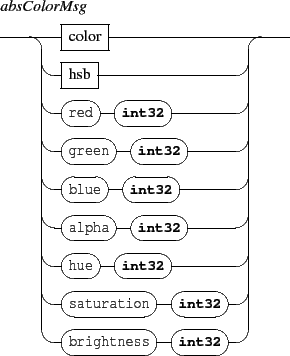 absColorMsg
color
hsb
red int32
green int32
blue int32
alpha int32
hue int32
saturation int32
brightness int32